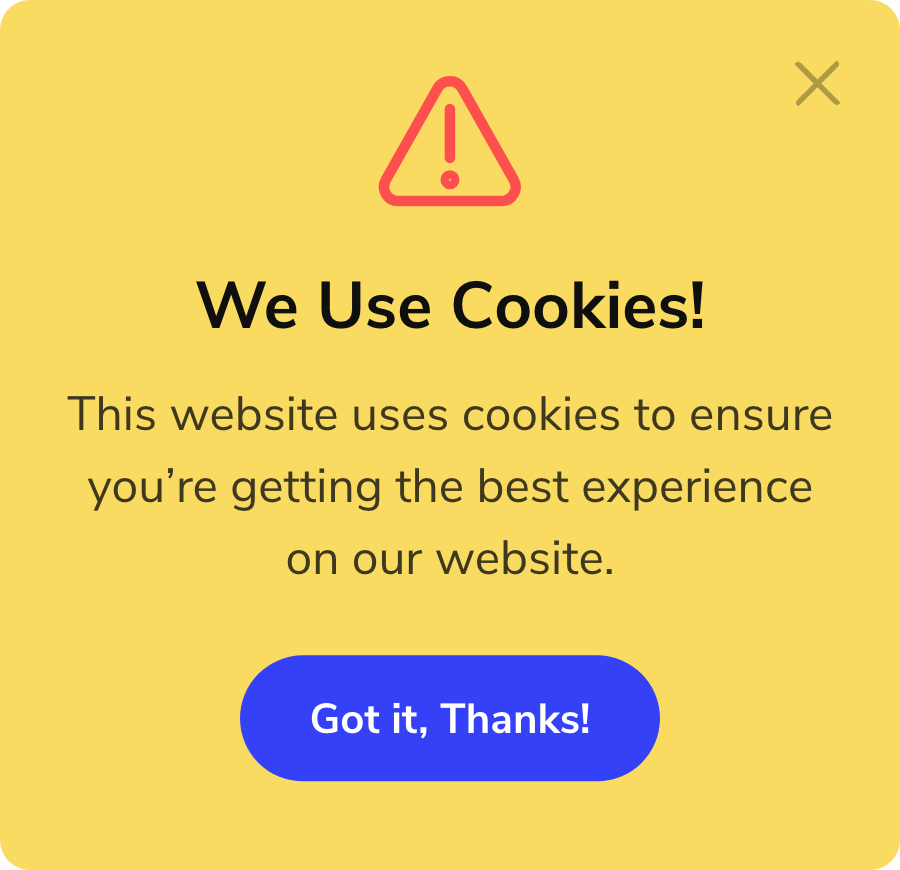 We Use Cookies!
This website uses cookies to ensure
you’re getting the best experience
on our website.
Got it, Thanks!